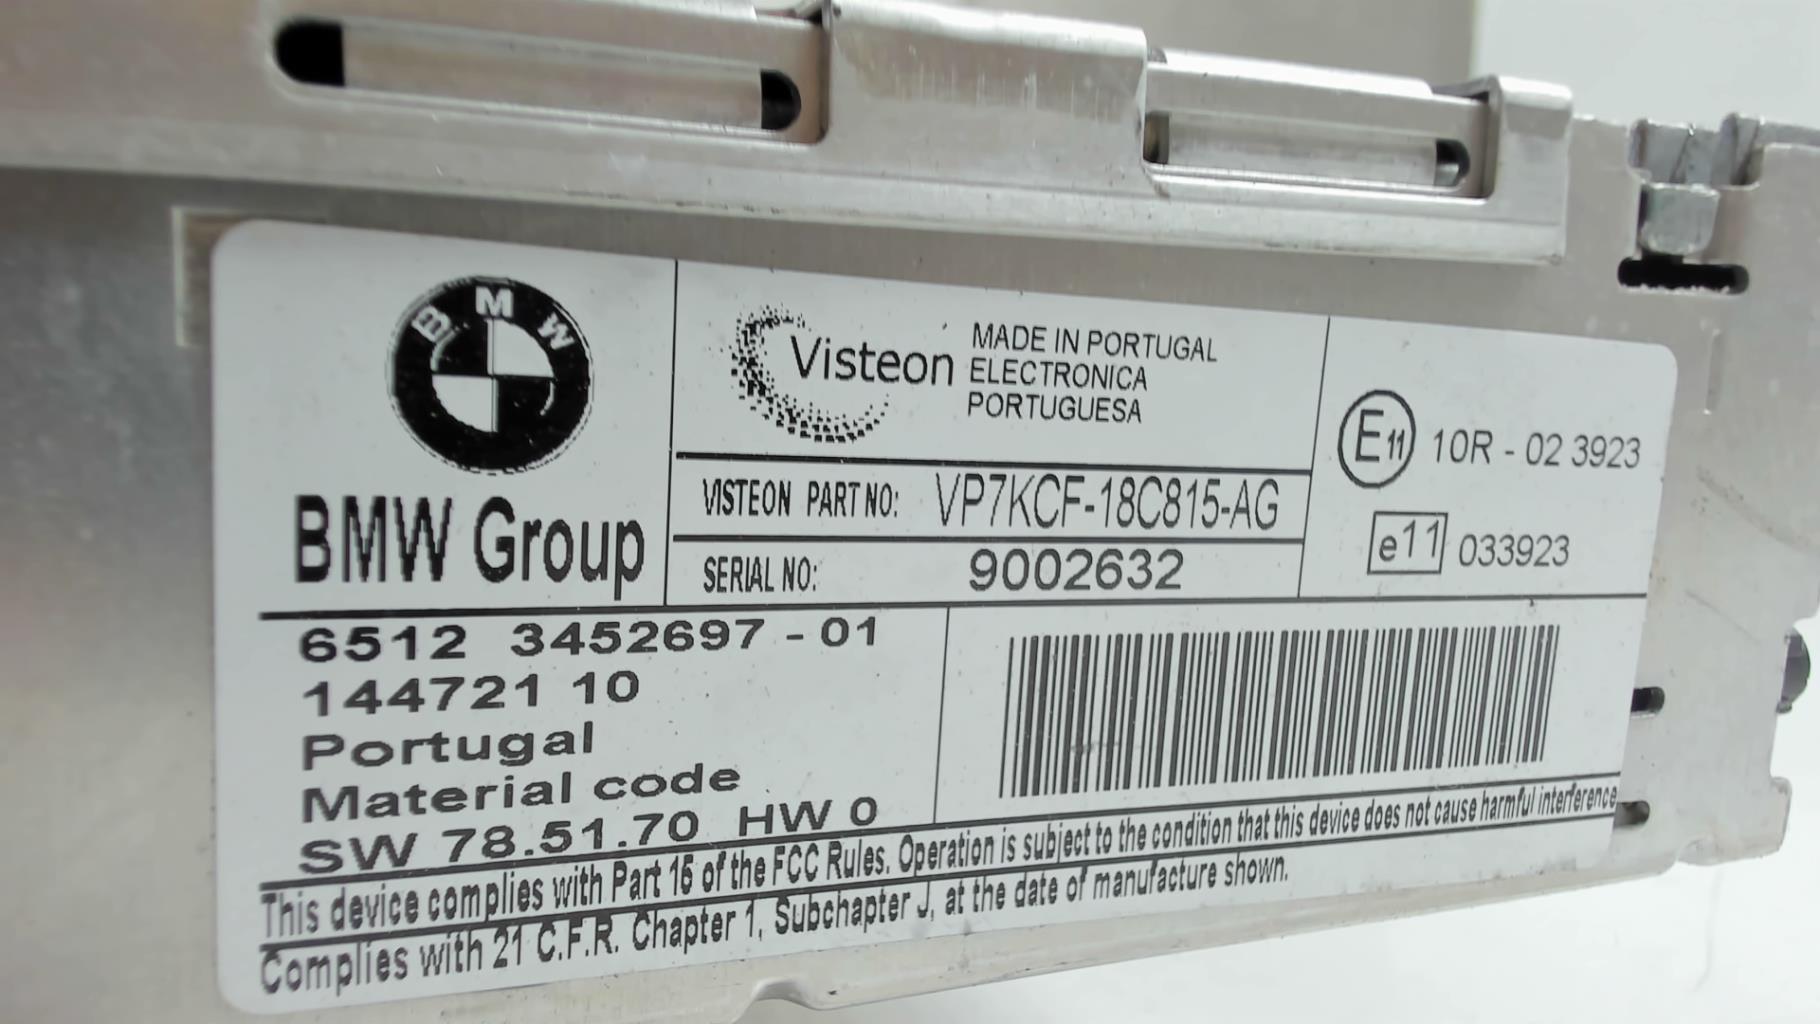 BMW
BMW Group
Visteon
MADE IN PORTUGAL
ELECTRONICA
PORTUGUESA
VISTEON PART NO: VP7KCF-18C815-AG
SERIAL NO: 9002632
E11 10R - 02 3923
e11 033923
6512 3452697 - 01
144721 10
Portugal
Material code
SW 78.51.70 HW 0
This device complies with Part 15 of the FCC Rules. Operation is subject to the condition that this device does not cause harmful interference
Complies with 21 C.F.R. Chapter 1, Subchapter J, at the date of manufacture shown.